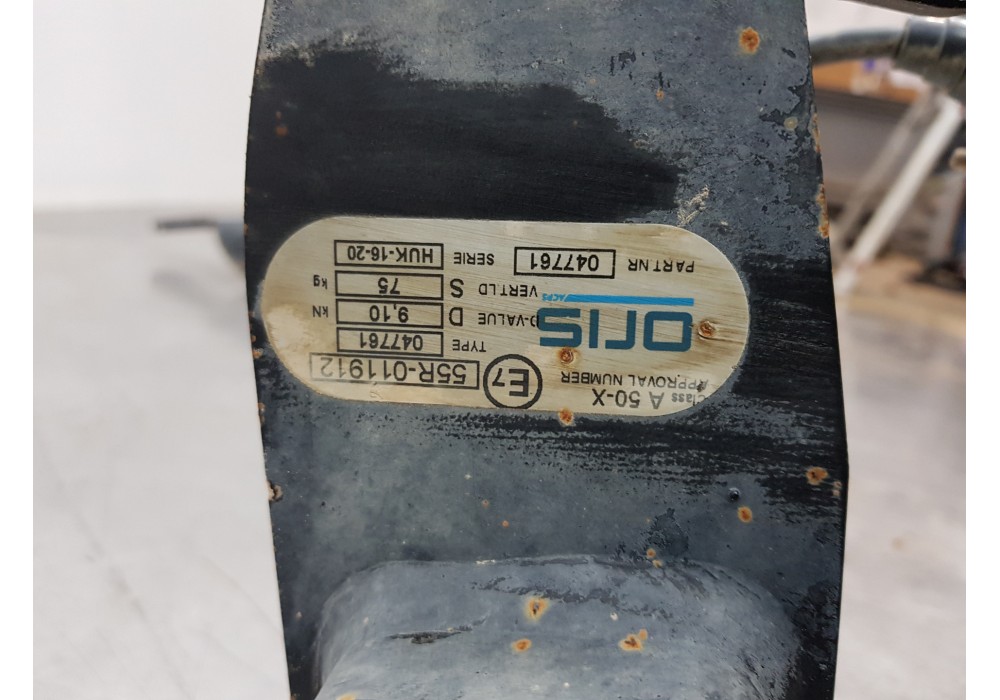 class A 50-X
APPROVAL NUMBER E7 55R-011912
ORIS
/ACPS
TYPE 047761
D-VALUE D 9,10 kN
VERT.LD S 75 kg
PART NR 047761 SERIE HUK-16-20